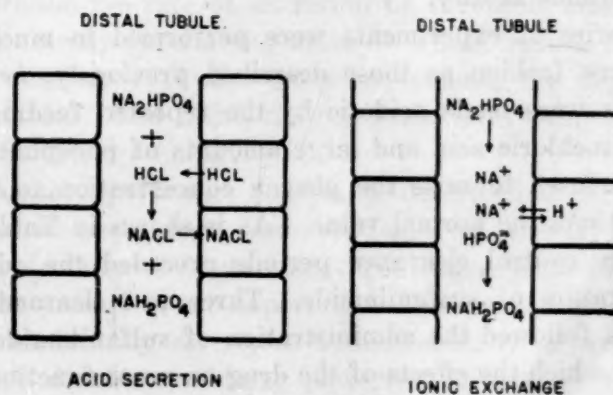 DISTAL TUBULE.
NA₂HPO₄
+
HCL ← HCL
NACL → NACL
+
NAH₂PO₄
ACID SECRETION
DISTAL TUBULE
NA₂HPO₄
NA⁺
NA⁺ ⇄ H⁺
HPO₄⁼
NAH₂PO₄
IONIC EXCHANGE